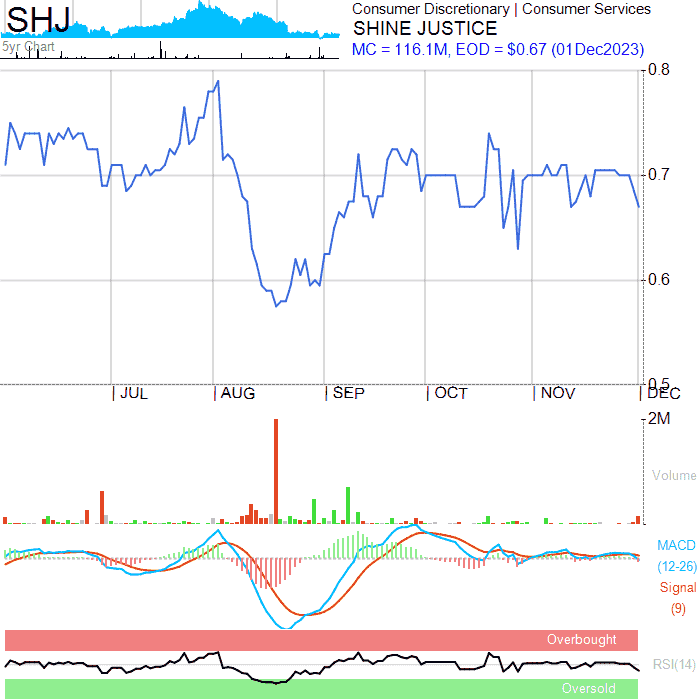 SHJ
Consumer Discretionary | Consumer Services
SHINE JUSTICE
5yr Chart
MC = 116.1M, EOD = $0.67 (01Dec2023)
0.8
0.7
0.6
0.5
| JUL | AUG | SEP | OCT | NOV | DEC
2M
Volume
MACD
(12-26)
Signal
(9)
Overbought
RSI(14)
Oversold